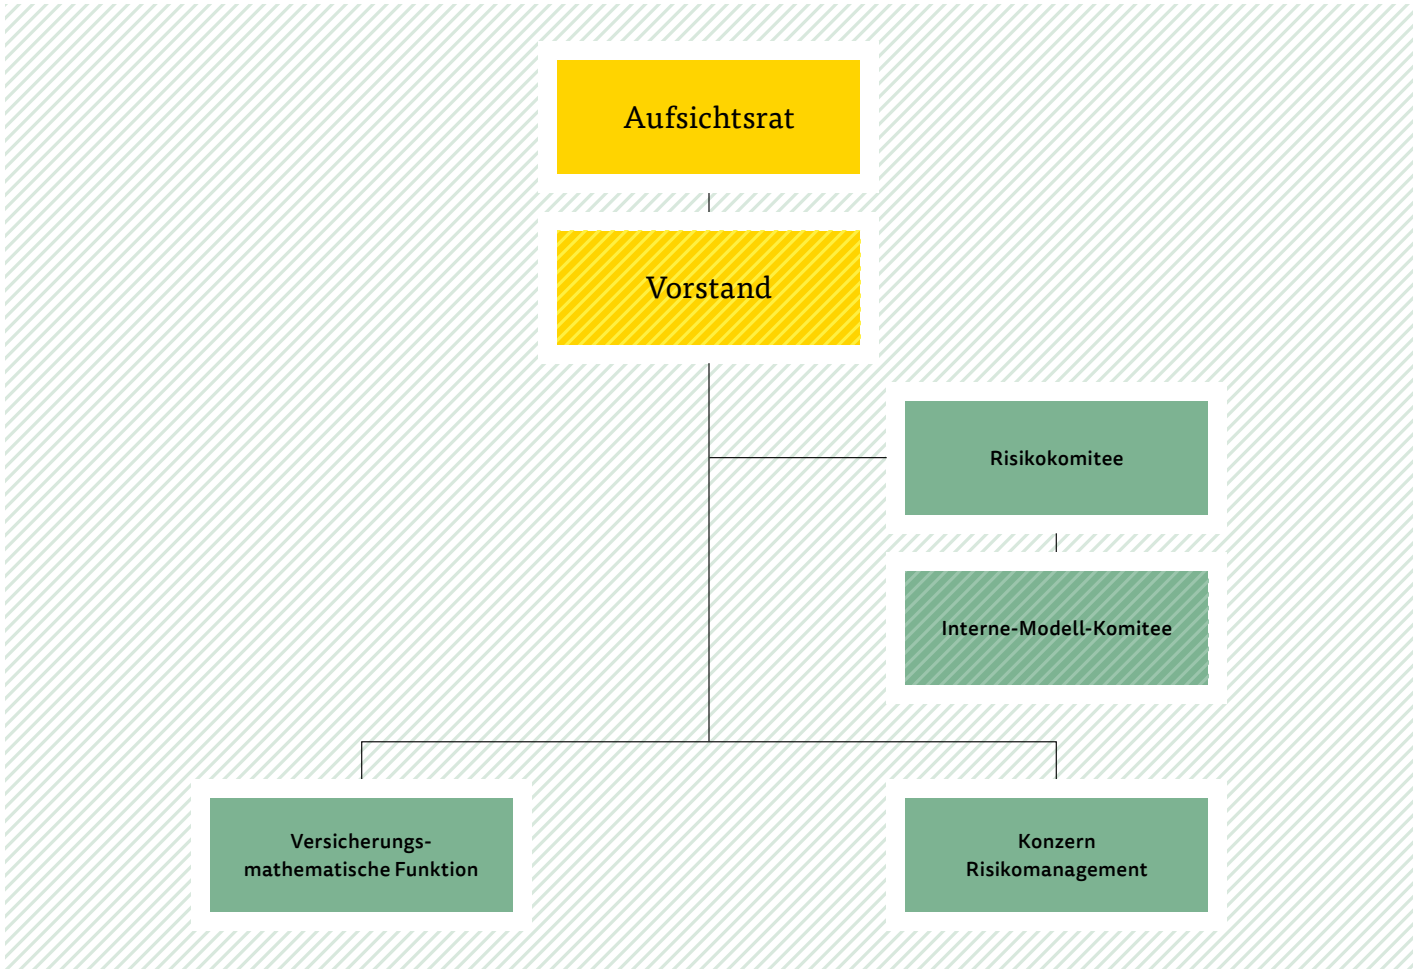 Aufsichtsrat
Vorstand
Risikokomitee
Interne-Modell-Komitee
Versicherungs-
mathematische Funktion
Konzern
Risikomanagement